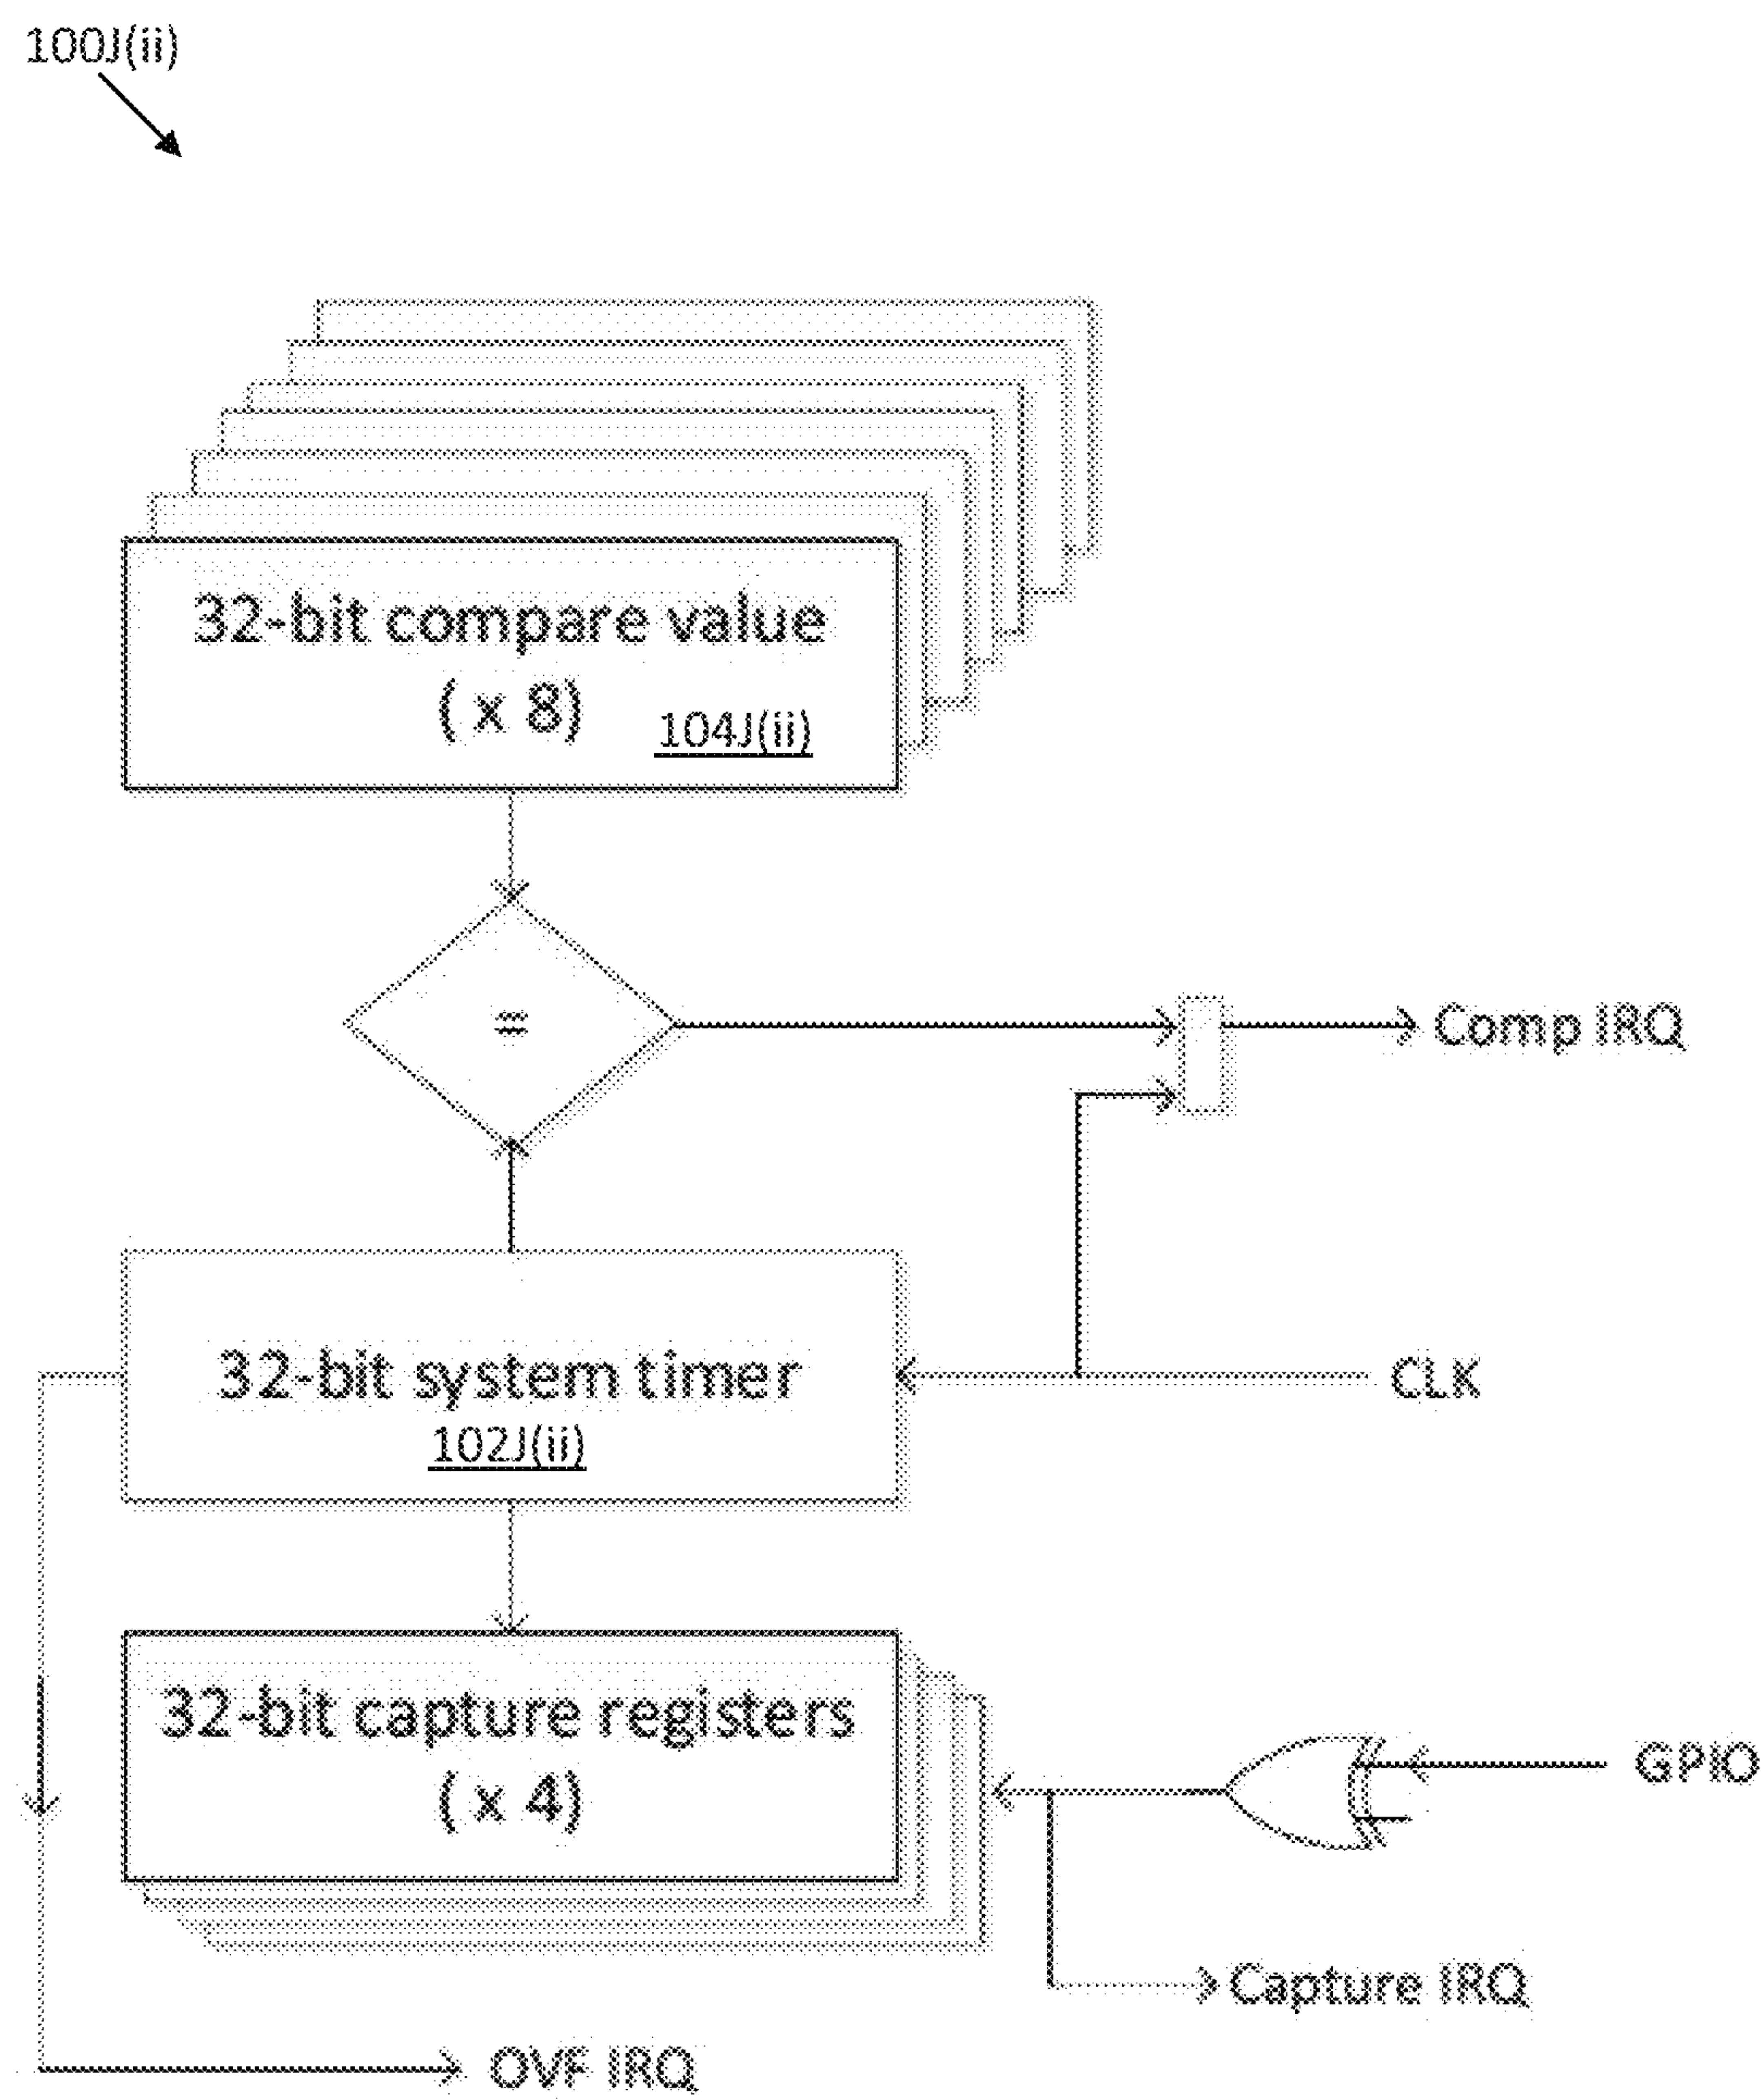 100J(ii)
32-bit compare value
( x 8)
104J(ii)
=
Comp IRQ
32-bit system timer
102J(ii)
CLK
32-bit capture registers
( x 4)
GPIO
Capture IRQ
OVF IRQ